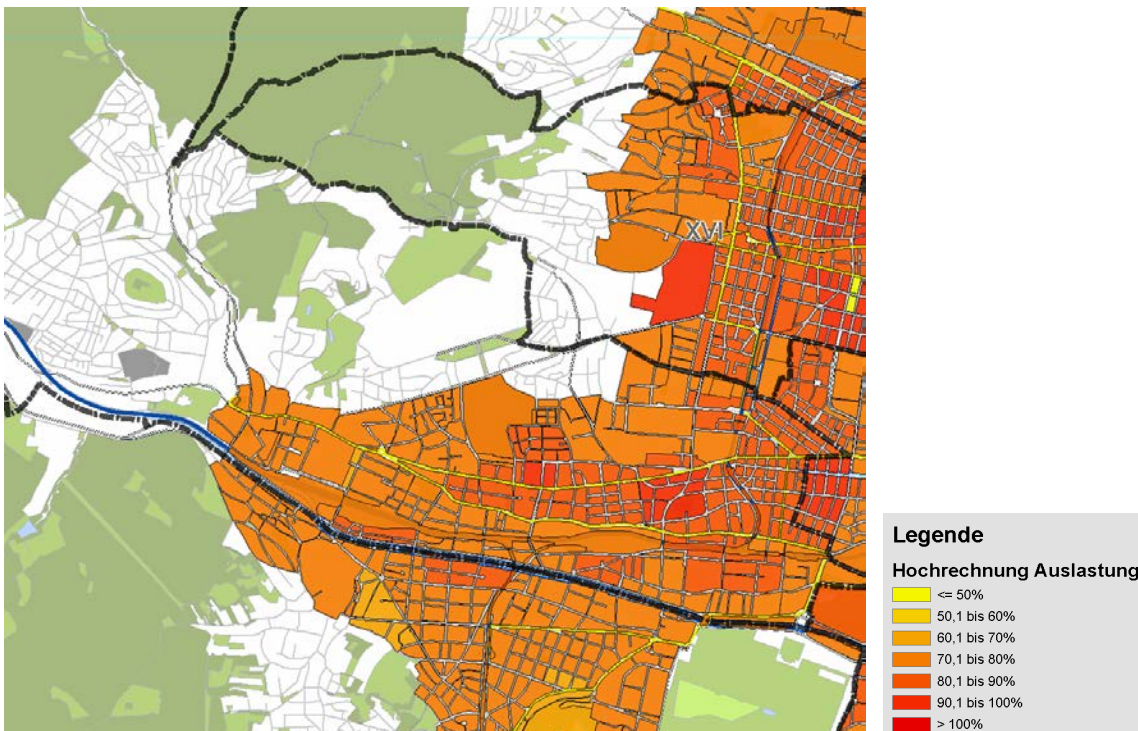 XVI
Legende
Hochrechnung Auslastung
<= 50%
50,1 bis 60%
60,1 bis 70%
70,1 bis 80%
80,1 bis 90%
90,1 bis 100%
> 100%